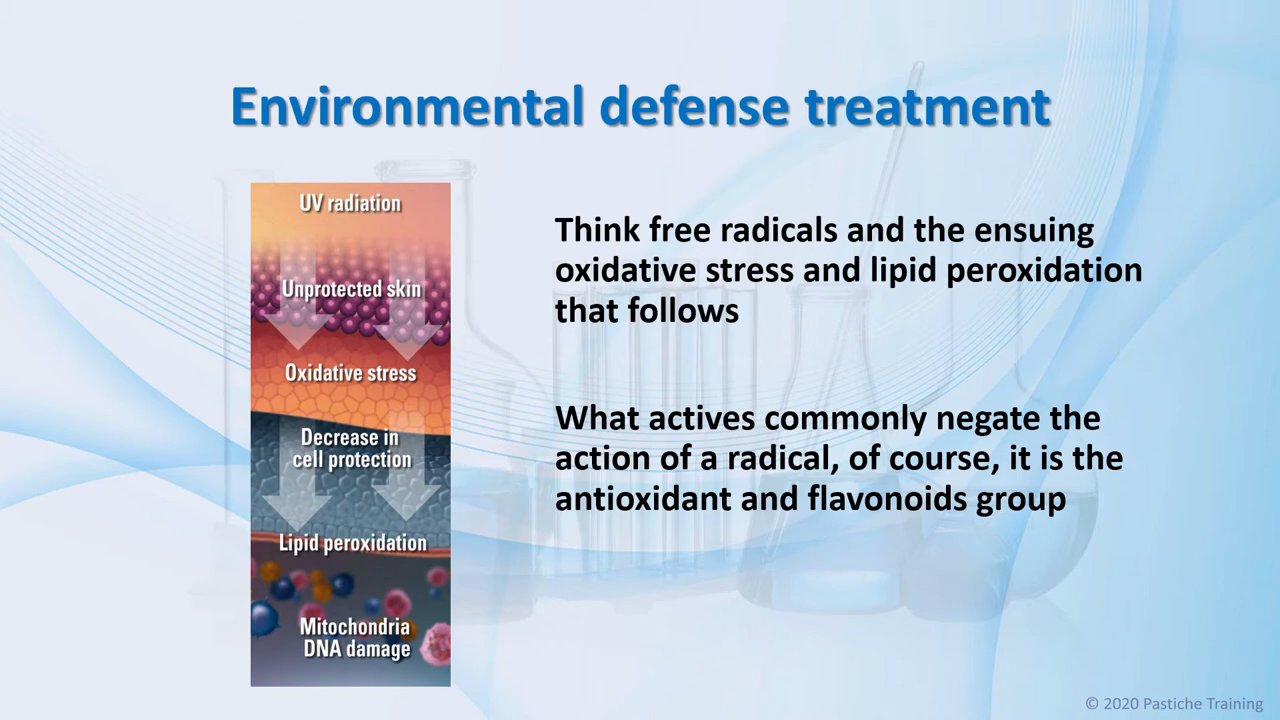 Environmental defense treatment
UV radiation
Unprotected skin
Oxidative stress
Decrease in
cell protection
Lipid peroxidation
Mitochondria
DNA damage
Think free radicals and the ensuing
oxidative stress and lipid peroxidation
that follows
What actives commonly negate the
action of a radical, of course, it is the
antioxidant and flavonoids group
© 2020 Pastiche Training